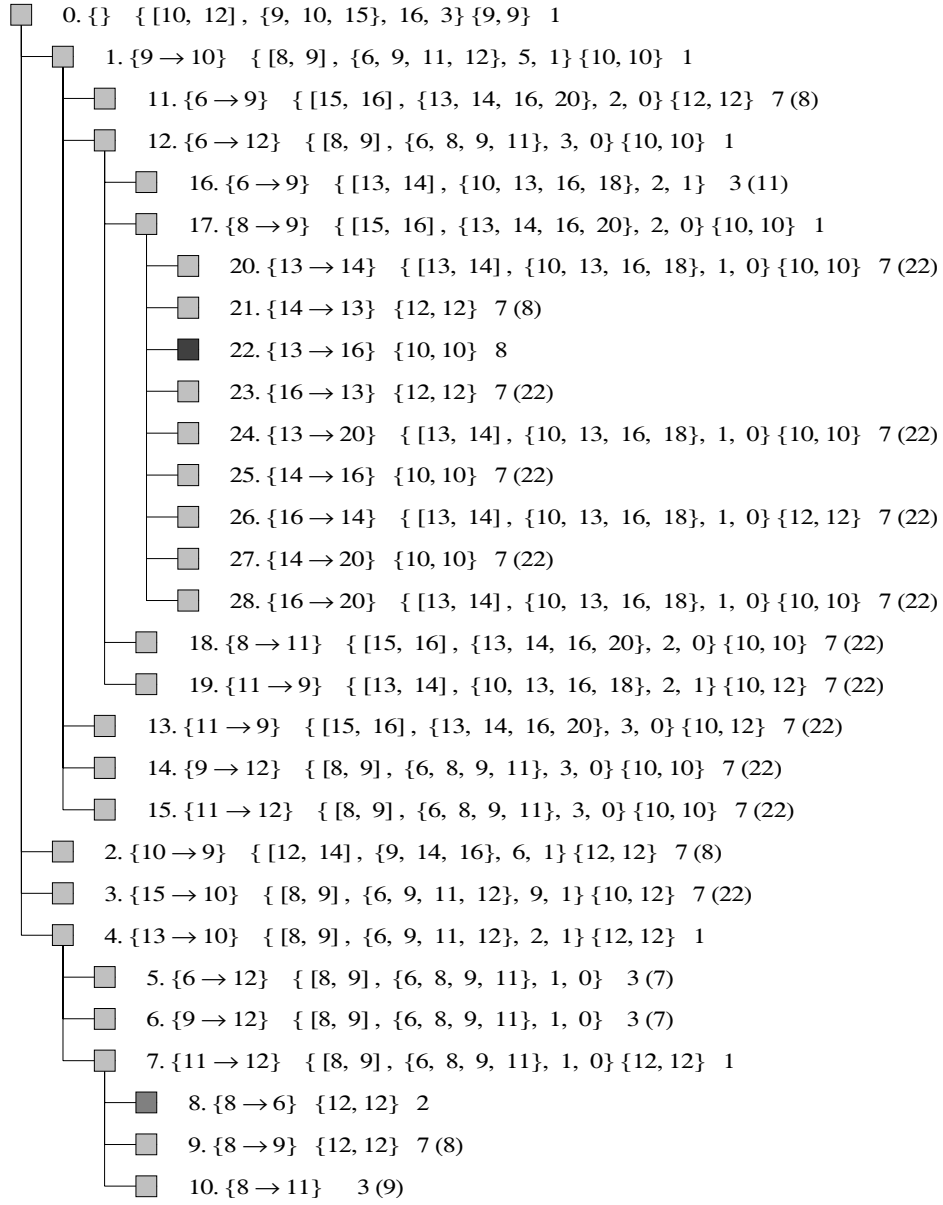 0. {} { [10, 12] , {9, 10, 15}, 16, 3} {9, 9} 1
1. {9 → 10} { [8, 9] , {6, 9, 11, 12}, 5, 1} {10, 10} 1
11. {6 → 9} { [15, 16] , {13, 14, 16, 20}, 2, 0} {12, 12} 7 (8)
12. {6 → 12} { [8, 9] , {6, 8, 9, 11}, 3, 0} {10, 10} 1
16. {6 → 9} { [13, 14] , {10, 13, 16, 18}, 2, 1} 3 (11)
17. {8 → 9} { [15, 16] , {13, 14, 16, 20}, 2, 0} {10, 10} 1
20. {13 → 14} { [13, 14] , {10, 13, 16, 18}, 1, 0} {10, 10} 7 (22)
21. {14 → 13} {12, 12} 7 (8)
22. {13 → 16} {10, 10} 8
23. {16 → 13} {12, 12} 7 (22)
24. {13 → 20} { [13, 14] , {10, 13, 16, 18}, 1, 0} {10, 10} 7 (22)
25. {14 → 16} {10, 10} 7 (22)
26. {16 → 14} { [13, 14] , {10, 13, 16, 18}, 1, 0} {12, 12} 7 (22)
27. {14 → 20} {10, 10} 7 (22)
28. {16 → 20} { [13, 14] , {10, 13, 16, 18}, 1, 0} {10, 10} 7 (22)
18. {8 → 11} { [15, 16] , {13, 14, 16, 20}, 2, 0} {10, 10} 7 (22)
19. {11 → 9} { [13, 14] , {10, 13, 16, 18}, 2, 1} {10, 12} 7 (22)
13. {11 → 9} { [15, 16] , {13, 14, 16, 20}, 3, 0} {10, 12} 7 (22)
14. {9 → 12} { [8, 9] , {6, 8, 9, 11}, 3, 0} {10, 10} 7 (22)
15. {11 → 12} { [8, 9] , {6, 8, 9, 11}, 3, 0} {10, 10} 7 (22)
2. {10 → 9} { [12, 14] , {9, 14, 16}, 6, 1} {12, 12} 7 (8)
3. {15 → 10} { [8, 9] , {6, 9, 11, 12}, 9, 1} {10, 12} 7 (22)
4. {13 → 10} { [8, 9] , {6, 9, 11, 12}, 2, 1} {12, 12} 1
5. {6 → 12} { [8, 9] , {6, 8, 9, 11}, 1, 0} 3 (7)
6. {9 → 12} { [8, 9] , {6, 8, 9, 11}, 1, 0} 3 (7)
7. {11 → 12} { [8, 9] , {6, 8, 9, 11}, 1, 0} {12, 12} 1
8. {8 → 6} {12, 12} 2
9. {8 → 9} {12, 12} 7 (8)
10. {8 → 11} 3 (9)